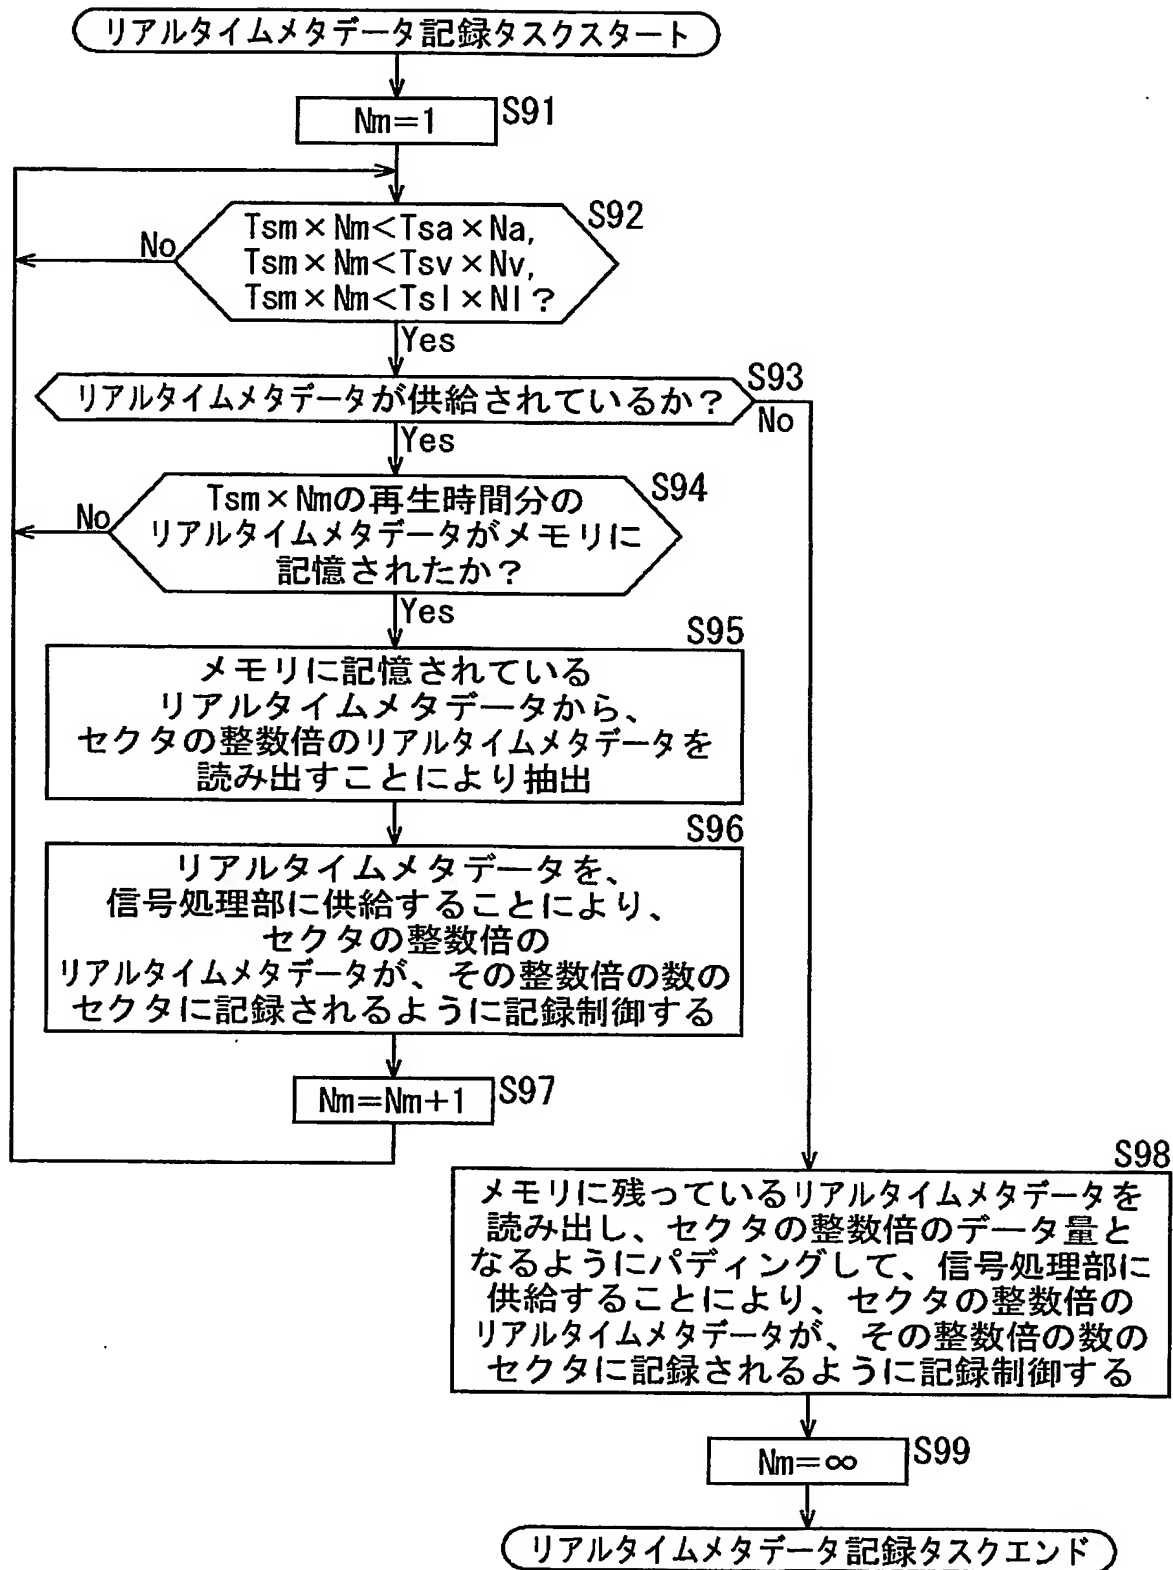 リアルタイムメタデータ記録タスクスタート
Nm=1
S91
S92
Tsm×Nm<Tsa×Na,
Tsm×Nm<Tsv×Nv,
Tsm×Nm<Tsl×Nl?
No
Yes
S93
リアルタイムメタデータが供給されているか?
No
Yes
S94
Tsm×Nmの再生時間分の
リアルタイムメタデータがメモリに
記憶されたか?
No
Yes
S95
メモリに記憶されている
リアルタイムメタデータから、
セクタの整数倍のリアルタイムメタデータを
読み出すことにより抽出
S96
リアルタイムメタデータを、
信号処理部に供給することにより、
セクタの整数倍の
リアルタイムメタデータが、その整数倍の数の
セクタに記録されるように記録制御する
Nm=Nm+1
S97
S98
メモリに残っているリアルタイムメタデータを
読み出し、セクタの整数倍のデータ量と
なるようにパディングして、信号処理部に
供給することにより、セクタの整数倍の
リアルタイムメタデータが、その整数倍の数の
セクタに記録されるように記録制御する
Nm=∞
S99
リアルタイムメタデータ記録タスクエンド